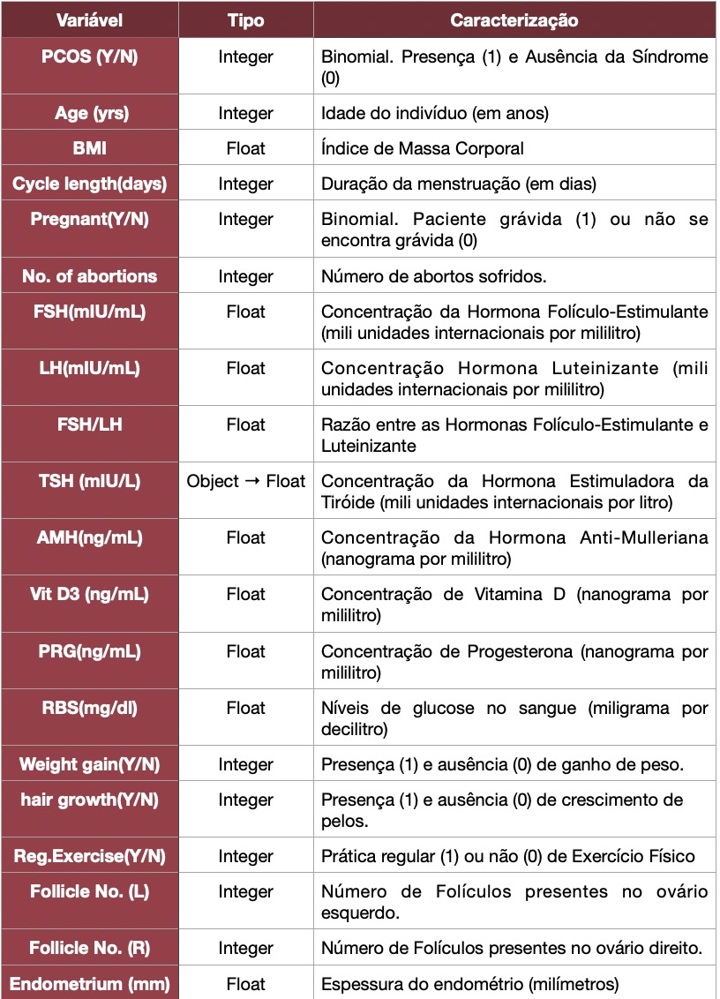 Variável Tipo Caracterização
PCOS (Y/N) Integer Binomial. Presença (1) e Ausência da Síndrome
(0)
Age (yrs) Integer Idade do indivíduo (em anos)
BMI Float Índice de Massa Corporal
Cycle length(days) Integer Duração da menstruação (em dias)
Pregnant(Y/N) Integer Binomial. Paciente grávida (1) ou não se
encontra grávida (0)
No. of abortions Integer Número de abortos sofridos.
FSH(mIU/mL) Float Concentração da Hormona Folículo-Estimulante
(mili unidades internacionais por mililitro)
LH(mIU/mL) Float Concentração Hormona Luteinizante (mili
unidades internacionais por mililitro)
FSH/LH Float Razão entre as Hormonas Folículo-Estimulante e
Luteinizante
TSH (mIU/L) Object → Float Concentração da Hormona Estimuladora da
Tiróide (mili unidades internacionais por litro)
AMH(ng/mL) Float Concentração da Hormona Anti-Mulleriana
(nanograma por mililitro)
Vit D3 (ng/mL) Float Concentração de Vitamina D (nanograma por
mililitro)
PRG(ng/mL) Float Concentração de Progesterona (nanograma por
mililitro)
RBS(mg/dl) Float Níveis de glucose no sangue (miligrama por
decilitro)
Weight gain(Y/N) Integer Presença (1) e ausência (0) de ganho de peso.
hair growth(Y/N) Integer Presença (1) e ausência (0) de crescimento de
pelos.
Reg.Exercise(Y/N) Integer Prática regular (1) ou não (0) de Exercício Físico
Follicle No. (L) Integer Número de Folículos presentes no ovário
esquerdo.
Follicle No. (R) Integer Número de Folículos presentes no ovário direito.
Endometrium (mm) Float Espessura do endométrio (milímetros)